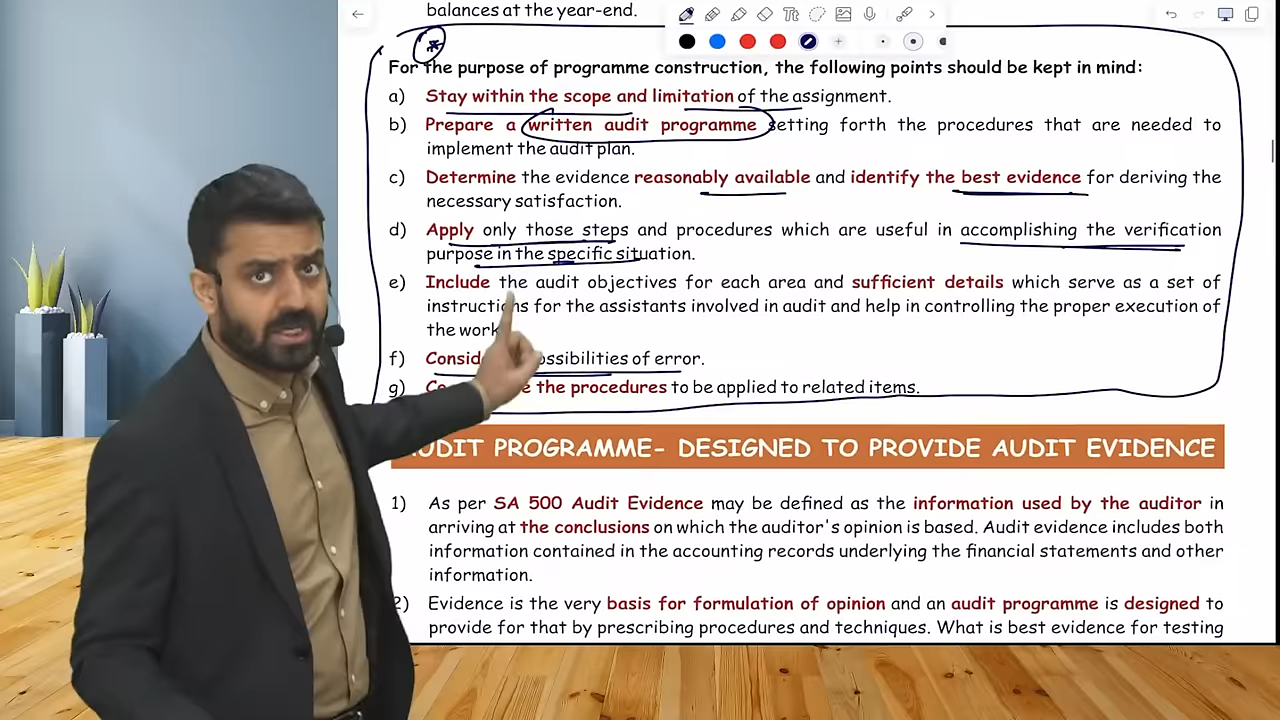 balances at the year-end.
For the purpose of programme construction, the following points should be kept in mind:
a) Stay within the scope and limitation of the assignment.
b) Prepare a written audit programme setting forth the procedures that are needed to
implement the audit plan.
c) Determine the evidence reasonably available and identify the best evidence for deriving the
necessary satisfaction.
d) Apply only those steps and procedures which are useful in accomplishing the verification
purpose in the specific situation.
e) Include the audit objectives for each area and sufficient details which serve as a set of
instructions for the assistants involved in audit and help in controlling the proper execution of
the work
f) possibilities of error.
g) the procedures to be applied to related items.
AUDIT PROGRAMME- DESIGNED TO PROVIDE AUDIT EVIDENCE
1) As per SA 500 Audit Evidence may be defined as the information used by the auditor in
arriving at the conclusions on which the auditor's opinion is based. Audit evidence includes both
information contained in the accounting records underlying the financial statements and other
information.
2) Evidence is the very basis for formulation of opinion and an audit programme is designed to
provide for that by prescribing procedures and techniques. What is best evidence for testing